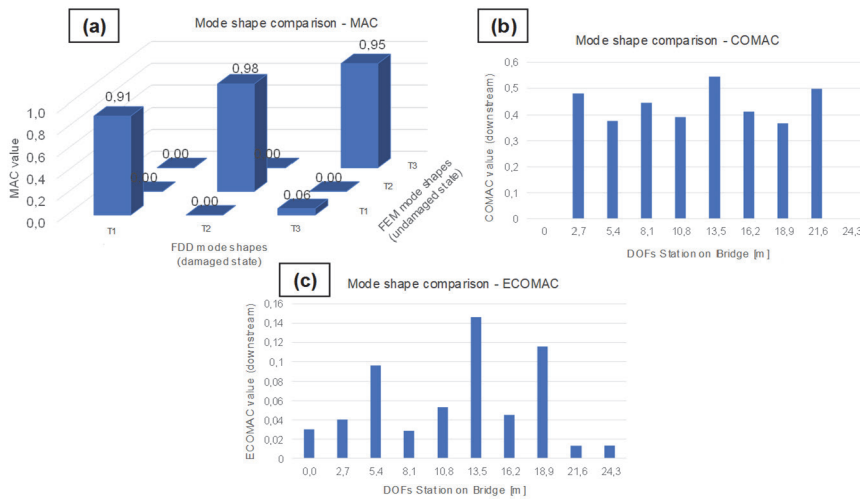 (a)
Mode shape comparison - MAC
0,95
0,98
0,91
1,0
0,8
0,6
0,4
0,2
0,0
MAC value
0,00
0,00
0,00
0,00
0,00
0,06
T1
T2
T3
FDD mode shapes
(damaged state)
T1
T2
T3
FEM mode shapes
(undamaged state)
(b)
Mode shape comparison - COMAC
0,6
0,5
0,4
0,3
0,2
0,1
0
COMAC value (downstream)
0 2,7 5,4 8,1 10,8 13,5 16,2 18,9 21,6 24,3
DOFs Station on Bridge [m]
(c)
Mode shape comparison - ECOMAC
0,16
0,14
0,12
0,1
0,08
0,06
0,04
0,02
0
ECOMAC value (downstream)
0,0 2,7 5,4 8,1 10,8 13,5 16,2 18,9 21,6 24,3
DOFs Station on Bridge [m]